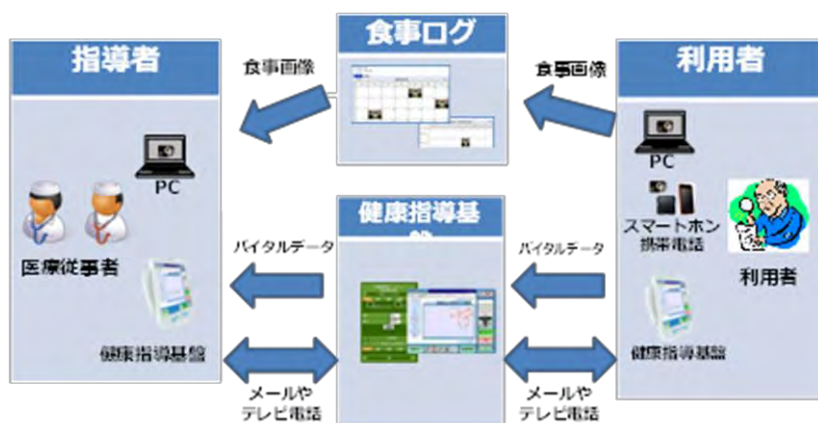 指導者
PC
医療従事者
健康指導基盤
食事画像
バイタルデータ
メールや
テレビ電話
食事ログ
健康指導基
食事画像
バイタルデータ
メールや
テレビ電話
利用者
PC
スマートホン
携帯電話
利用者
健康指導基盤